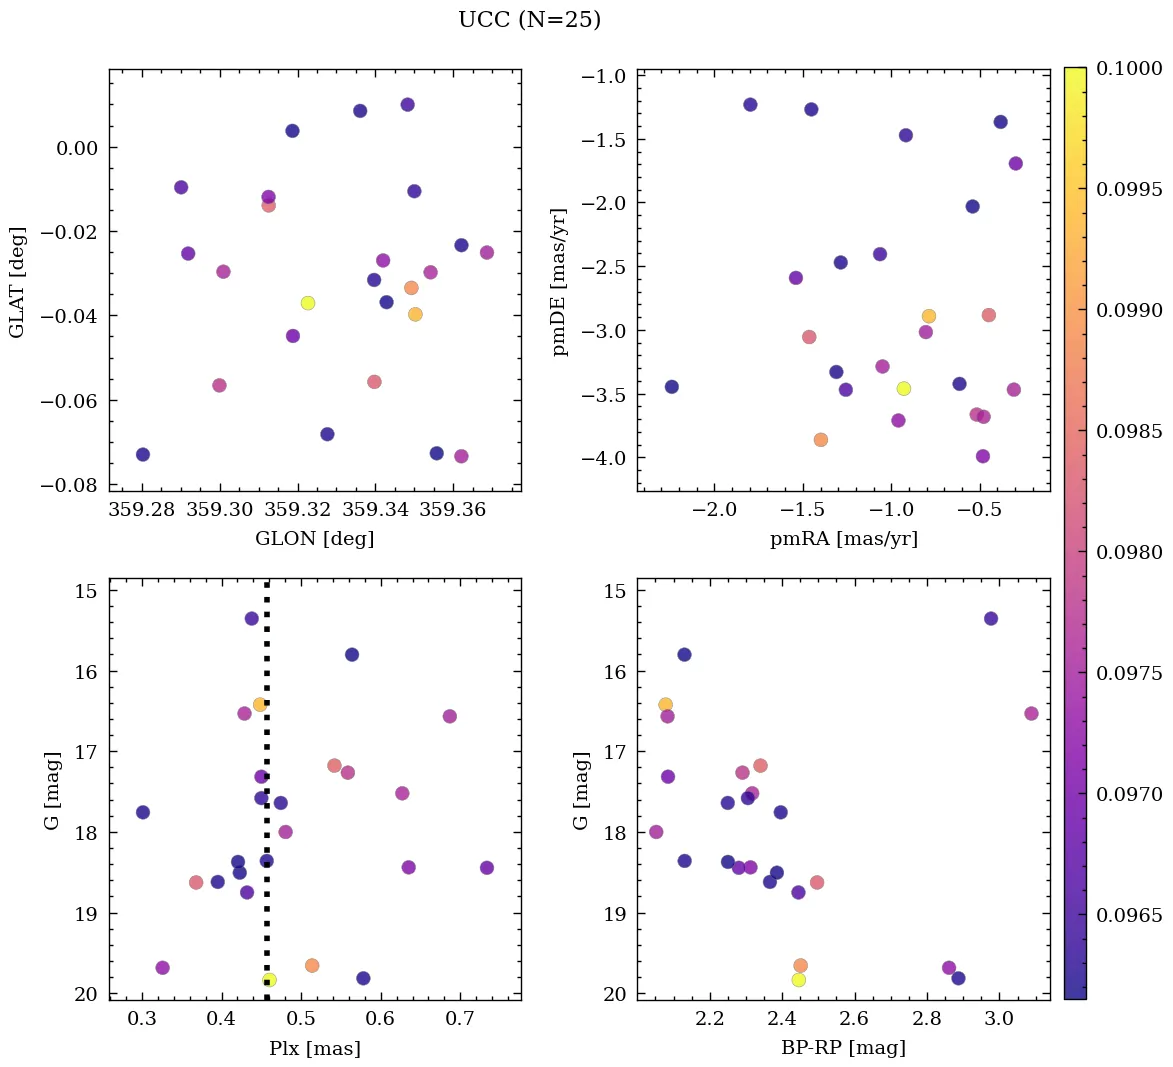 UCC (N=25)
0.00
−0.02
−0.04
−0.06
−0.08
GLAT [deg]
359.28 359.30 359.32 359.34 359.36
GLON [deg]
−1.0
−1.5
−2.0
−2.5
−3.0
−3.5
−4.0
pmDE [mas/yr]
−2.0 −1.5 −1.0 −0.5
pmRA [mas/yr]
15
16
17
18
19
20
G [mag]
0.3 0.4 0.5 0.6 0.7
Plx [mas]
15
16
17
18
19
20
G [mag]
2.2 2.4 2.6 2.8 3.0
BP-RP [mag]
0.1000
0.0995
0.0990
0.0985
0.0980
0.0975
0.0970
0.0965